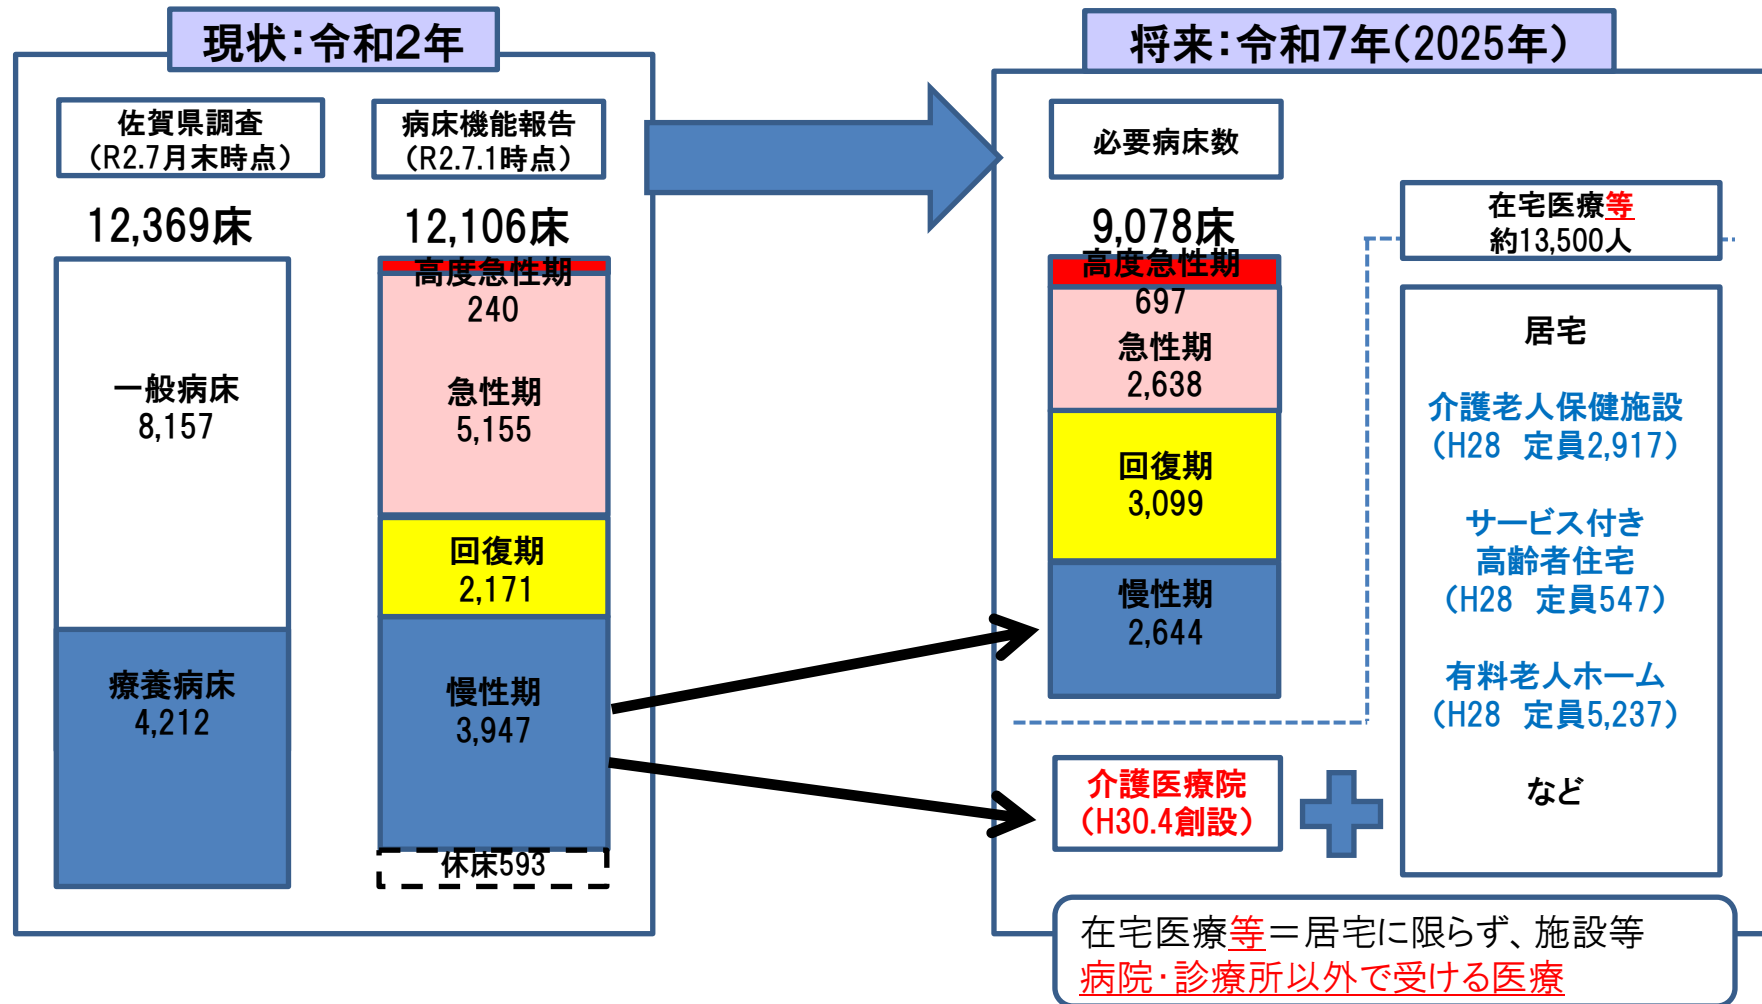 現状：令和2年
佐賀県調査
（R2.7月末時点）
12,369床
一般病床
8,157
療養病床
4,212
病床機能報告
（R2.7.1時点）
12,106床
高度急性期
240
急性期
5,155
回復期
2,171
慢性期
3,947
休床593
将来：令和7年（2025年）
必要病床数
9,078床
高度急性期
697
急性期
2,638
回復期
3,099
慢性期
2,644
介護医療院
（H30.4創設）
在宅医療等
約13,500人
居宅
介護老人保健施設
（H28　定員2,917）
サービス付き
高齢者住宅
（H28　定員547）
有料老人ホーム
（H28　定員5,237）
など
在宅医療等＝居宅に限らず、施設等
病院・診療所以外で受ける医療